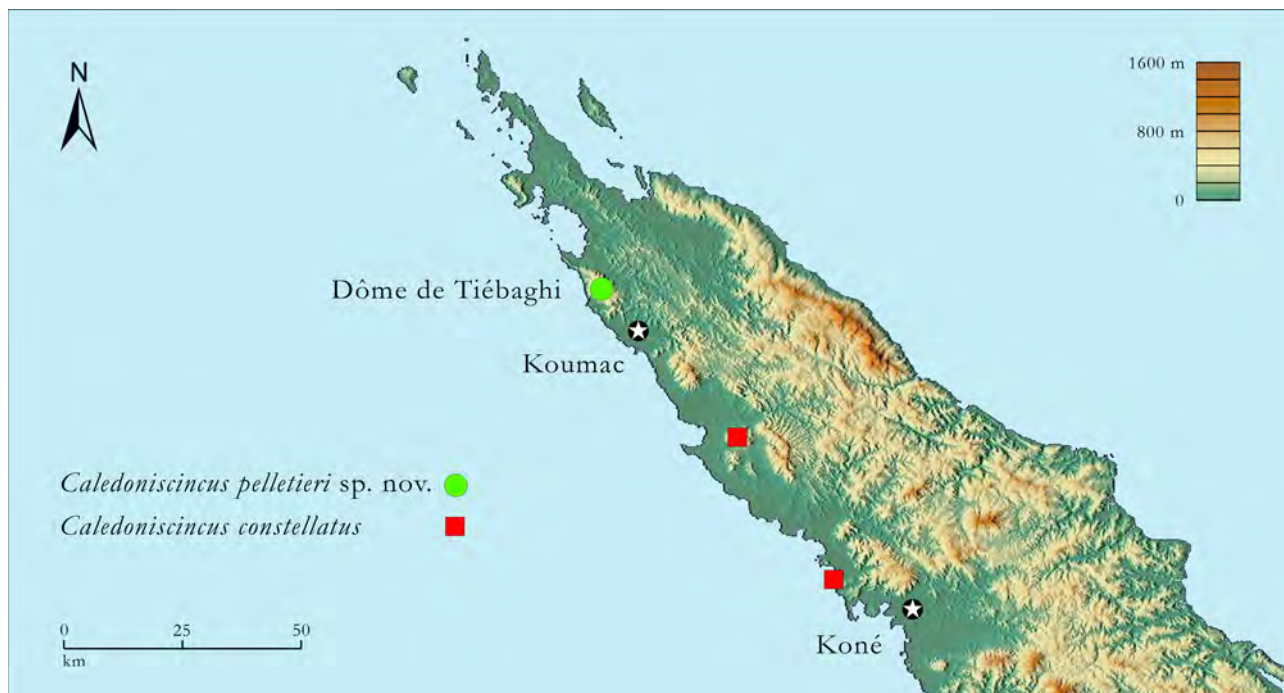 N
1600 m
800 m
0
Dôme de Tiébaghi
Koumac
Caledoniscincus pelletieri sp. nov.
Caledoniscincus constellatus
0 25 50
km
Koné